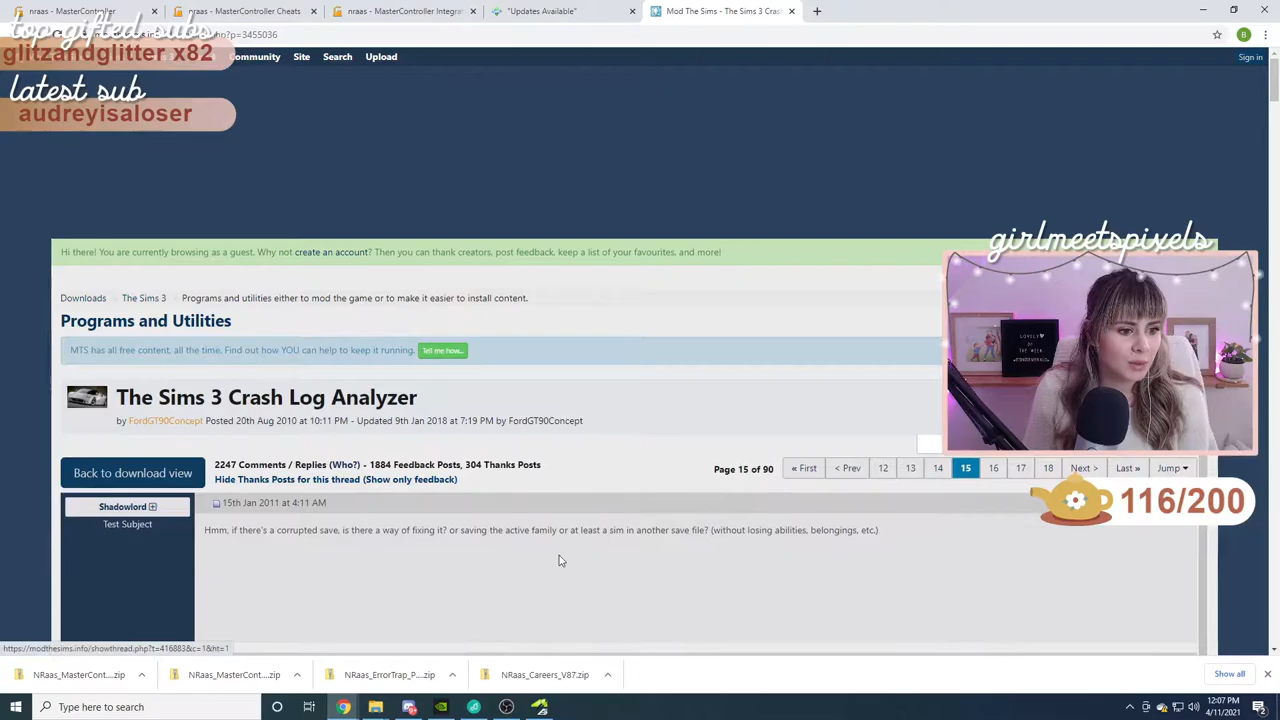 nraas - MasterController
nraas - MasterController Cheats
nraas - MasterController Integrat
"Updates Available"
Mod The Sims - The Sims 3 Crash
top gifted subs
hp?p=3455036
B
glitzandglitter x82
Community
Site
Search
Upload
Sign in
latest sub
audreyisaloser
girlmeetspixels
Hi there! You are currently browsing as a guest. Why not create an account? Then you can thank creators, post feedback, keep a list of your favourites, and more!
Downloads
The Sims 3
Programs and utilities either to mod the game or to make it easier to install content.
Programs and Utilities
MTS has all free content, all the time. Find out how YOU can help to keep it running. Tell me how...
LOVELY
OF
THE WEEK
The Sims 3 Crash Log Analyzer
by FordGT90Concept Posted 20th Aug 2010 at 10:11 PM - Updated 9th Jan 2018 at 7:19 PM by FordGT90Concept
Back to download view
2247 Comments / Replies (Who?) - 1884 Feedback Posts, 304 Thanks Posts
Hide Thanks Posts for this thread (Show only feedback)
Page 15 of 90
« First
< Prev
12
13
14
15
16
17
18
Next >
Last »
Jump
116/200
Shadowlord
Test Subject
15th Jan 2011 at 4:11 AM
Hmm, if there's a corrupted save, is there a way of fixing it? or saving the active family or at least a sim in another save file? (without losing abilities, belongings, etc.)
https://modthesims.info/showthread.php?t=416883&c=1&ht=1
NRaas_MasterCont....zip
NRaas_MasterCont....zip
NRaas_ErrorTrap_P....zip
NRaas_Careers_V87.zip
Show all
Type here to search
12:07 PM
4/11/2021
2